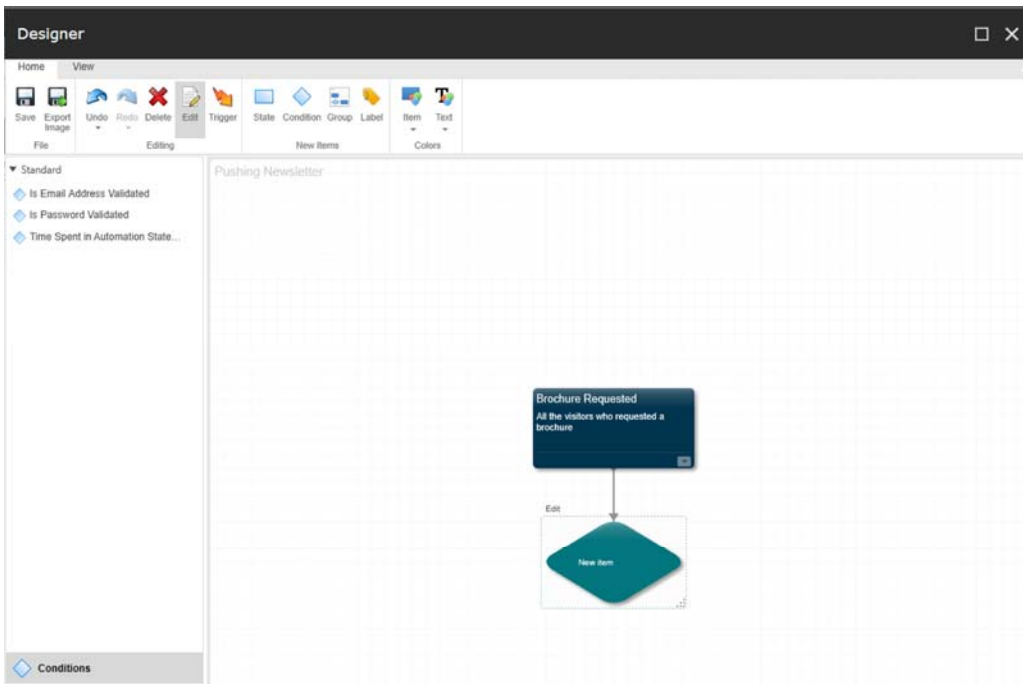 Designer
Home View
Save Export Image Undo Redo Delete Edit Trigger State Condition Group Label Item Text
File Editing New Items Colors
Standard
Is Email Address Validated
Is Password Validated
Time Spent in Automation State...
Pushing Newsletter
Brochure Requested
All the visitors who requested a
brochure
Edit
New item
Conditions